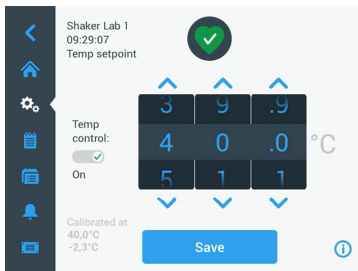 Shaker Lab 1
09:29:07
Temp setpoint
3 9 .9
Temp
control:
4 0 .0 °C
On
5 1 .1
Calibrated at
40,0°C
-2,3°C
Save